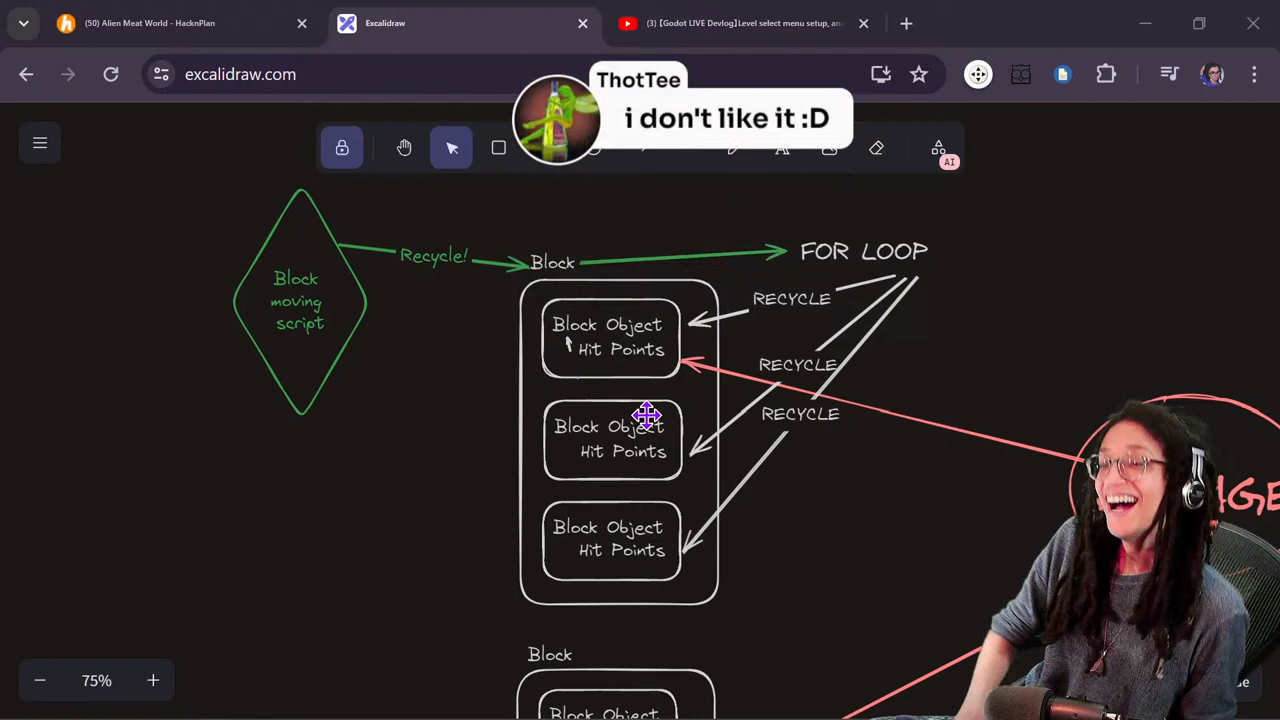 (50) Alien Meat World - HacknPlan
Excalidraw
(3) 【Godot LIVE Devlog】Level select menu setup, an
excalidraw.com
ThotTee
i don't like it :D
AI
Block
moving
script
Recycle!
Block
FOR LOOP
RECYCLE
RECYCLE
RECYCLE
Block Object
Hit Points
Block Object
Hit Points
Block Object
Hit Points
Block
Block Object
75%